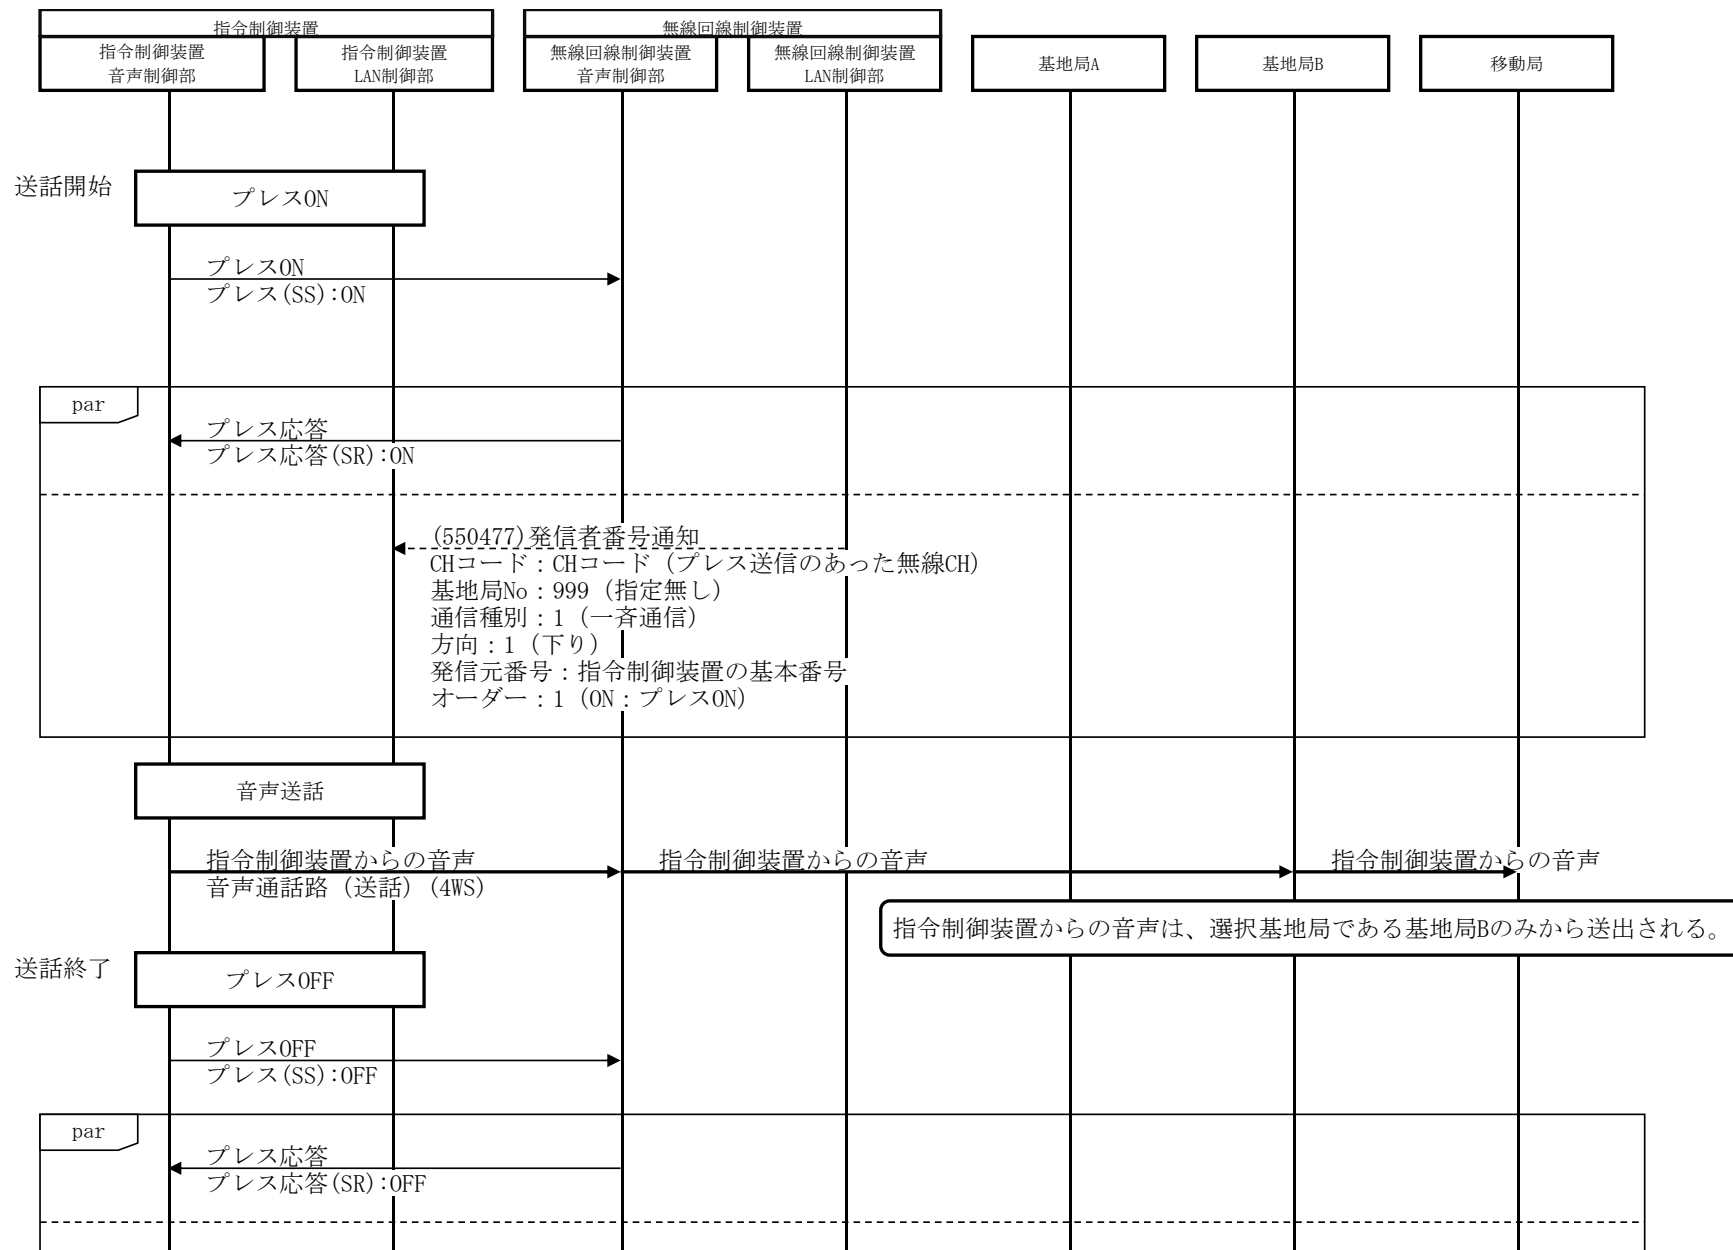 指令制御装置
無線回線制御装置
指令制御装置
音声制御部
指令制御装置
LAN制御部
無線回線制御装置
音声制御部
無線回線制御装置
LAN制御部
基地局A
基地局B
移動局
送話開始
プレスON
プレスON
プレス(SS):ON
par
プレス応答
プレス応答(SR):ON
(550477)発信者番号通知
CHコード：CHコード（プレス送信のあった無線CH）
基地局No：999（指定無し）
通信種別：1（一斉通信）
方向：1（下り）
発信元番号：指令制御装置の基本番号
オーダー：1（ON：プレスON）
音声送話
指令制御装置からの音声
音声通話路（送話）(4WS)
指令制御装置からの音声
指令制御装置からの音声
指令制御装置からの音声は、選択基地局である基地局Bのみから送出される。
送話終了
プレスOFF
プレスOFF
プレス(SS):OFF
par
プレス応答
プレス応答(SR):OFF